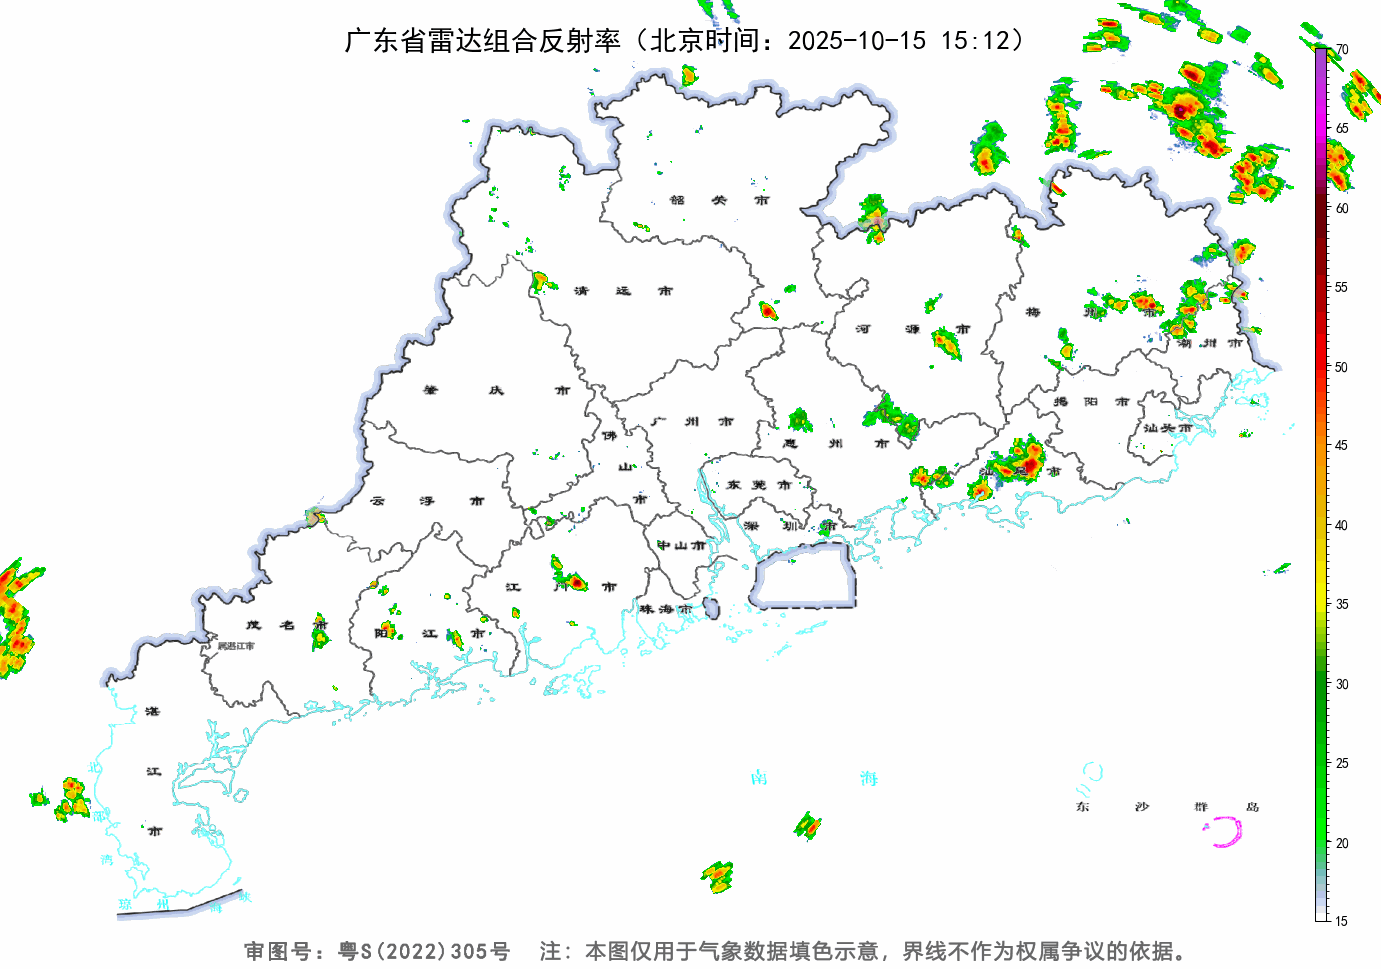 广东省雷达组合反射率（北京时间：2025-10-15 15:12）
70
65
60
55
50
45
40
35
30
25
20
15
韶关市
清远市
河源市
梅州市
潮州市
肇庆市
广州市
惠州市
揭阳市
汕头市
佛山市
云浮市
东莞市
汕尾市
深圳市
中山市
江门市
珠海市
茂名市
阳江市
属湛江市
湛江市
北部湾
琼州海峡
南海
东沙群岛
审图号：粤S(2022)305号 注：本图仅用于气象数据填色示意，界线不作为权属争议的依据。